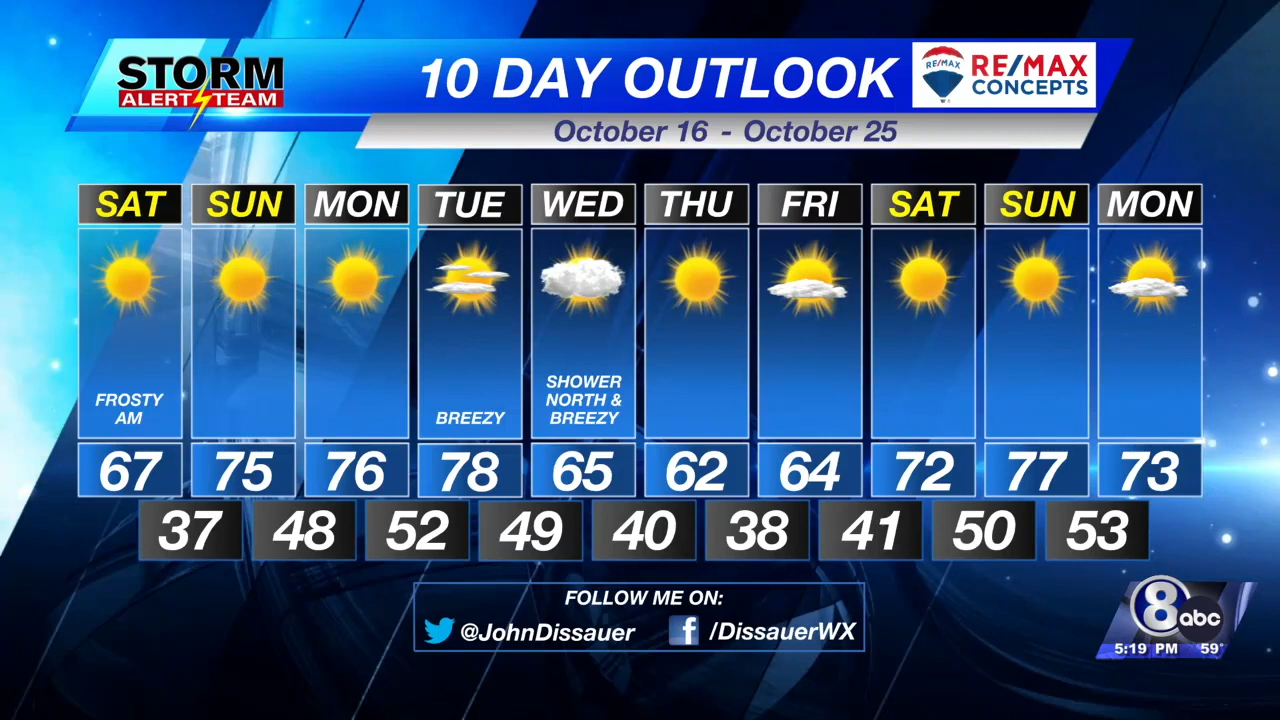 STORM
ALERT TEAM
10 DAY OUTLOOK
RE/MAX
RE/MAX
CONCEPTS
October 16 - October 25
SAT SUN MON TUE WED THU FRI SAT SUN MON
FROSTY
AM
BREEZY
SHOWER
NORTH &
BREEZY
67 75 76 78 65 62 64 72 77 73
37 48 52 49 40 38 41 50 53
FOLLOW ME ON:
@JohnDissauer f /DissauerWX
8 abc
5:19 PM 59°